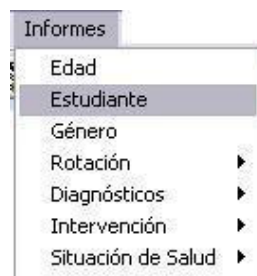 Informes
Edad
Estudiante
Género
Rotación
Diagnósticos
Intervención
Situación de Salud